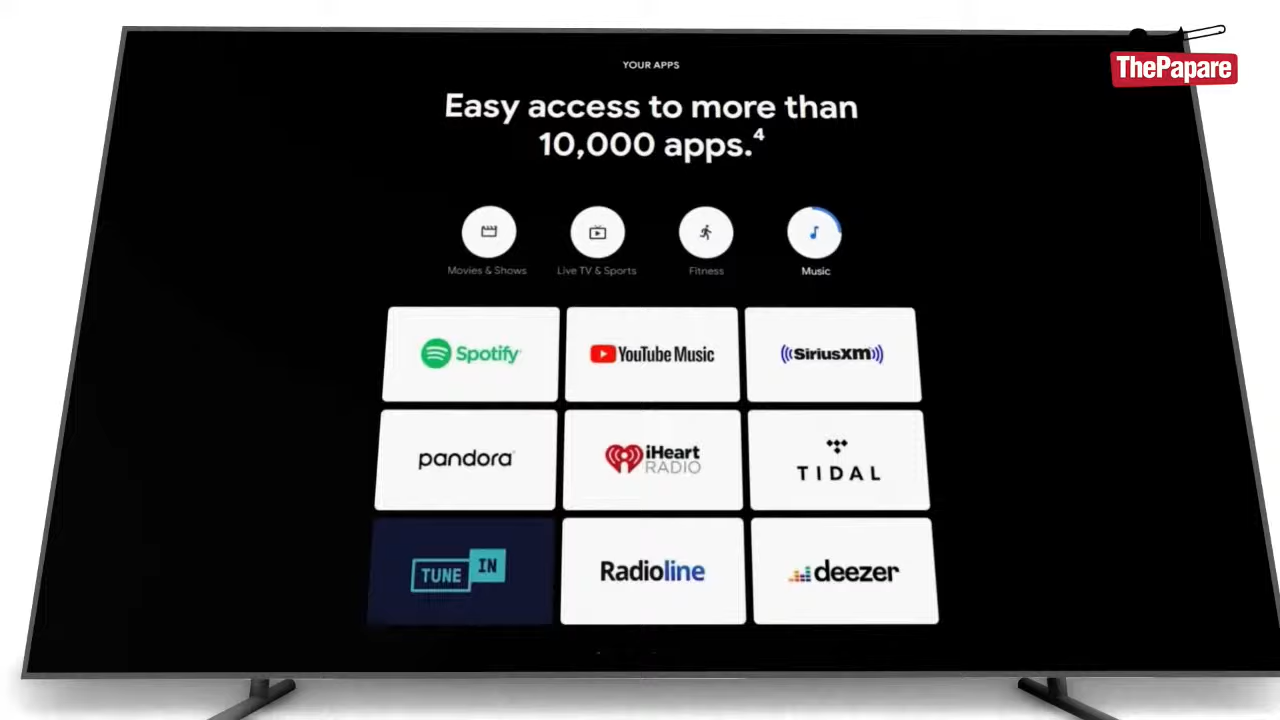 ThePapare
YOUR APPS
Easy access to more than
10,000 apps.4
Movies & Shows
Live TV & Sports
Fitness
Music
Spotify
YouTube Music
SiriusXM
pandora
iHeart
RADIO
TIDAL
TUNE IN
Radioline
deezer